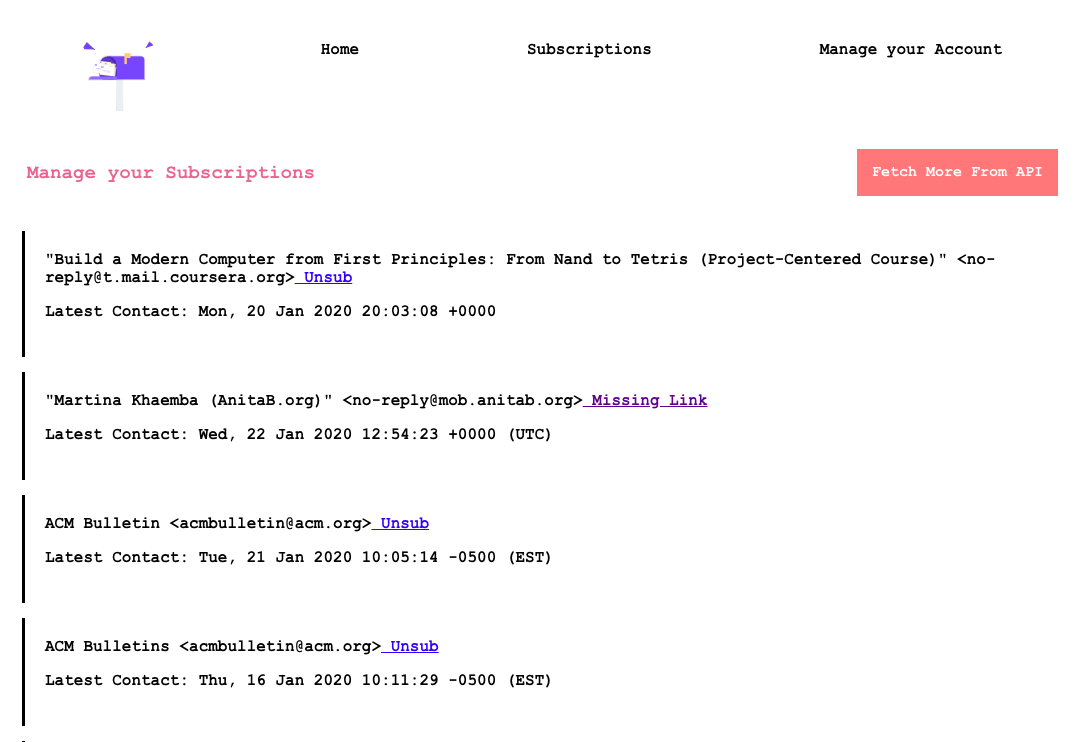 Home
Subscriptions
Manage your Account
Manage your Subscriptions
Fetch More From API
"Build a Modern Computer from First Principles: From Nand to Tetris (Project-Centered Course)" <no-
reply@t.mail.coursera.org> Unsub
Latest Contact: Mon, 20 Jan 2020 20:03:08 +0000
"Martina Khaemba (AnitaB.org)" <no-reply@mob.anitab.org> Missing Link
Latest Contact: Wed, 22 Jan 2020 12:54:23 +0000 (UTC)
ACM Bulletin <acmbulletin@acm.org> Unsub
Latest Contact: Tue, 21 Jan 2020 10:05:14 -0500 (EST)
ACM Bulletins <acmbulletin@acm.org> Unsub
Latest Contact: Thu, 16 Jan 2020 10:11:29 -0500 (EST)